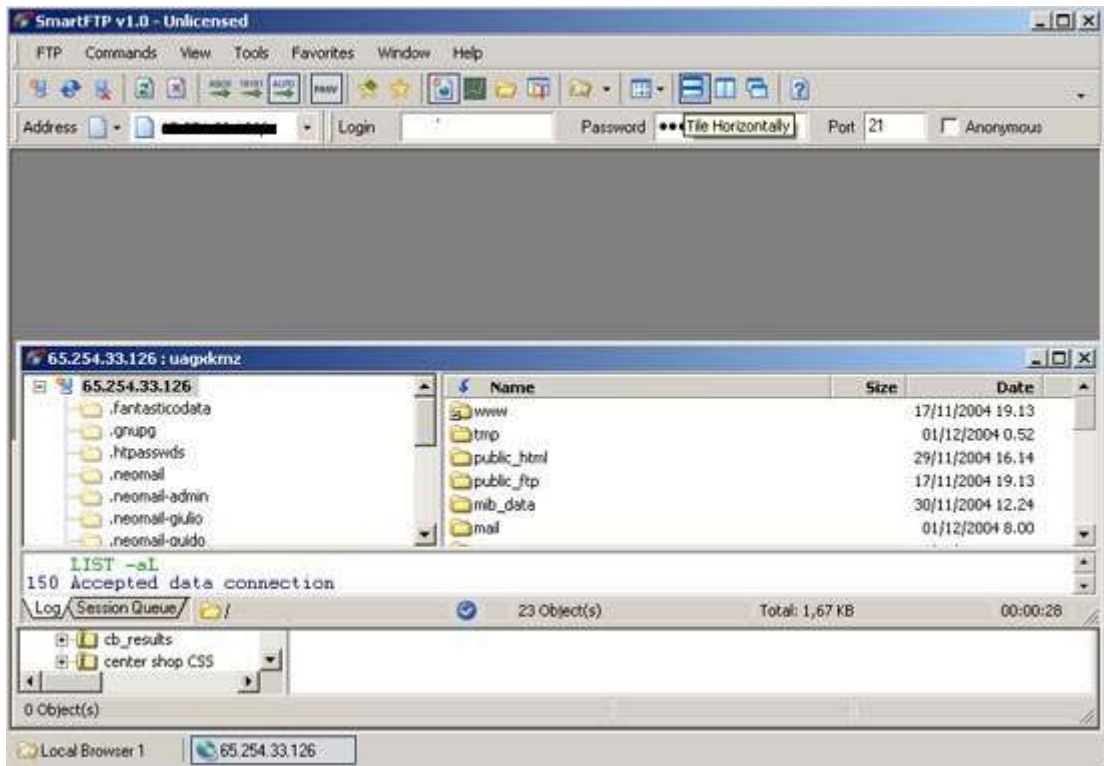 SmartFTP v1.0 - Unlicensed
FTP Commands View Tools Favorites Window Help
Address Login Password Tile Horizontally Port 21 Anonymous
65.254.33.126 : uagxkmz
65.254.33.126
.fantasticodata
.gnupg
.htpasswds
.neomail
.neomail-admin
.neomail-giulio
.neomail-guido
Name Size Date
www 17/11/2004 19.13
tmp 01/12/2004 0.52
public_html 29/11/2004 16.14
public_ftp 17/11/2004 19.13
mib_data 30/11/2004 12.24
mail 01/12/2004 8.00
LIST -aL
150 Accepted data connection
Log Session Queue / 23 Object(s) Total: 1,67 KB 00:00:28
cb_results
center shop CSS
0 Object(s)
Local Browser 1 65.254.33.126